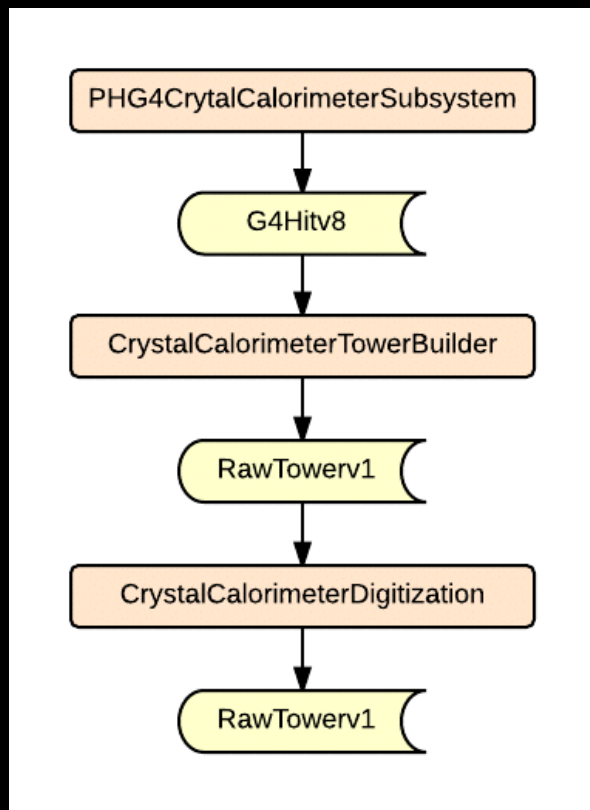 PHG4CrytalCalorimeterSubsystem
G4Hitv8
CrystalCalorimeterTowerBuilder
RawTowerv1
CrystalCalorimeterDigitization
RawTowerv1